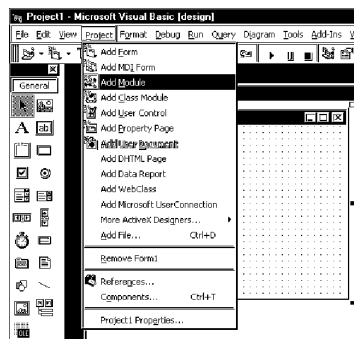 Project1 - Microsoft Visual Basic [design]
File Edit View Project Format Debug Run Query Diagram Tools Add-Ins
General
Add Form
Add MDI Form
Add Module
Add Class Module
Add User Control
Add Property Page
Add User Document
Add DHTML Page
Add Data Report
Add WebClass
Add Microsoft UserConnection
More ActiveX Designers...
Add File... Ctrl+D
Remove Form1
References...
Components... Ctrl+T
Project1 Properties...
A abl
OLE